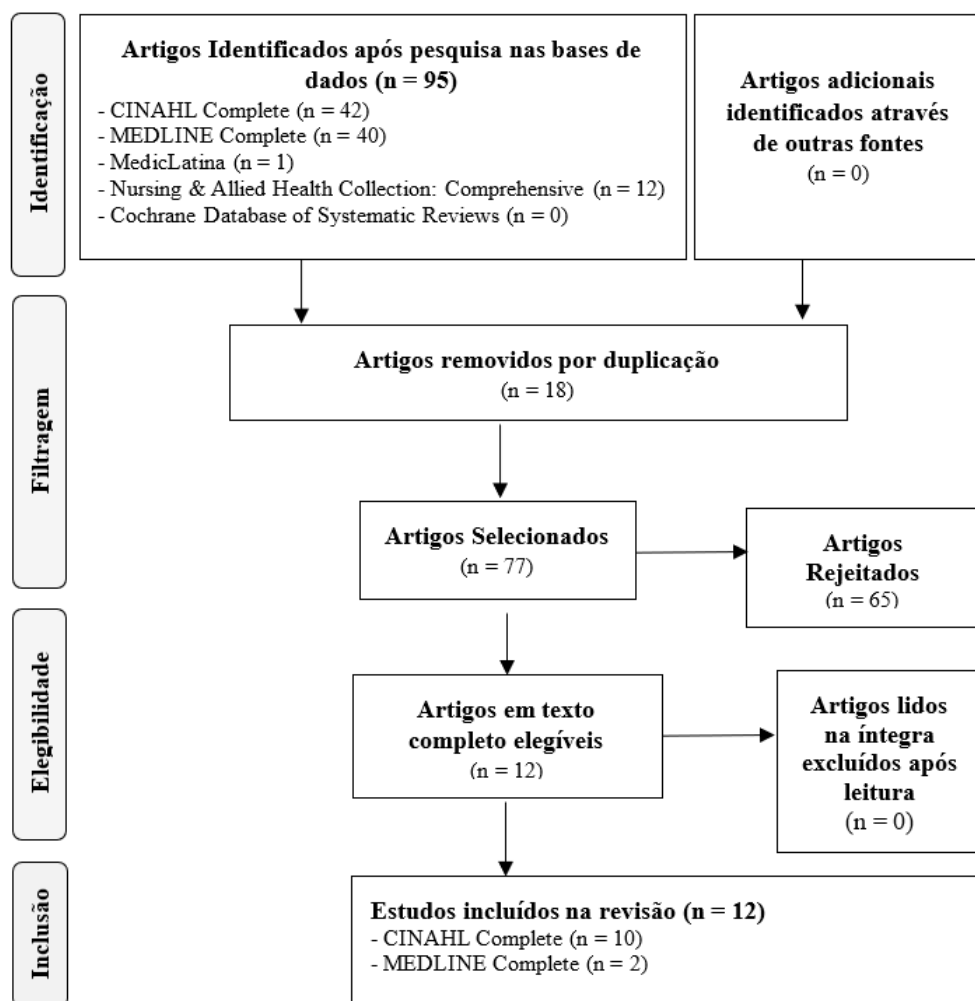 Identificação
Artigos Identificados após pesquisa nas bases de
dados (n = 95)
- CINAHL Complete (n = 42)
- MEDLINE Complete (n = 40)
- MedicLatina (n = 1)
- Nursing & Allied Health Collection: Comprehensive (n = 12)
- Cochrane Database of Systematic Reviews (n = 0)
Artigos adicionais
identificados através
de outras fontes
(n = 0)
Filtragem
Artigos removidos por duplicação
(n = 18)
Artigos Selecionados
(n = 77)
Artigos
Rejeitados
(n = 65)
Elegibilidade
Artigos em texto
completo elegíveis
(n = 12)
Artigos lidos
na íntegra
excluídos após
leitura
(n = 0)
Inclusão
Estudos incluídos na revisão (n = 12)
- CINAHL Complete (n = 10)
- MEDLINE Complete (n = 2)